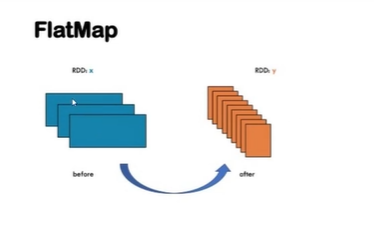 FlatMap
RDD: x
RDD: y
before
after